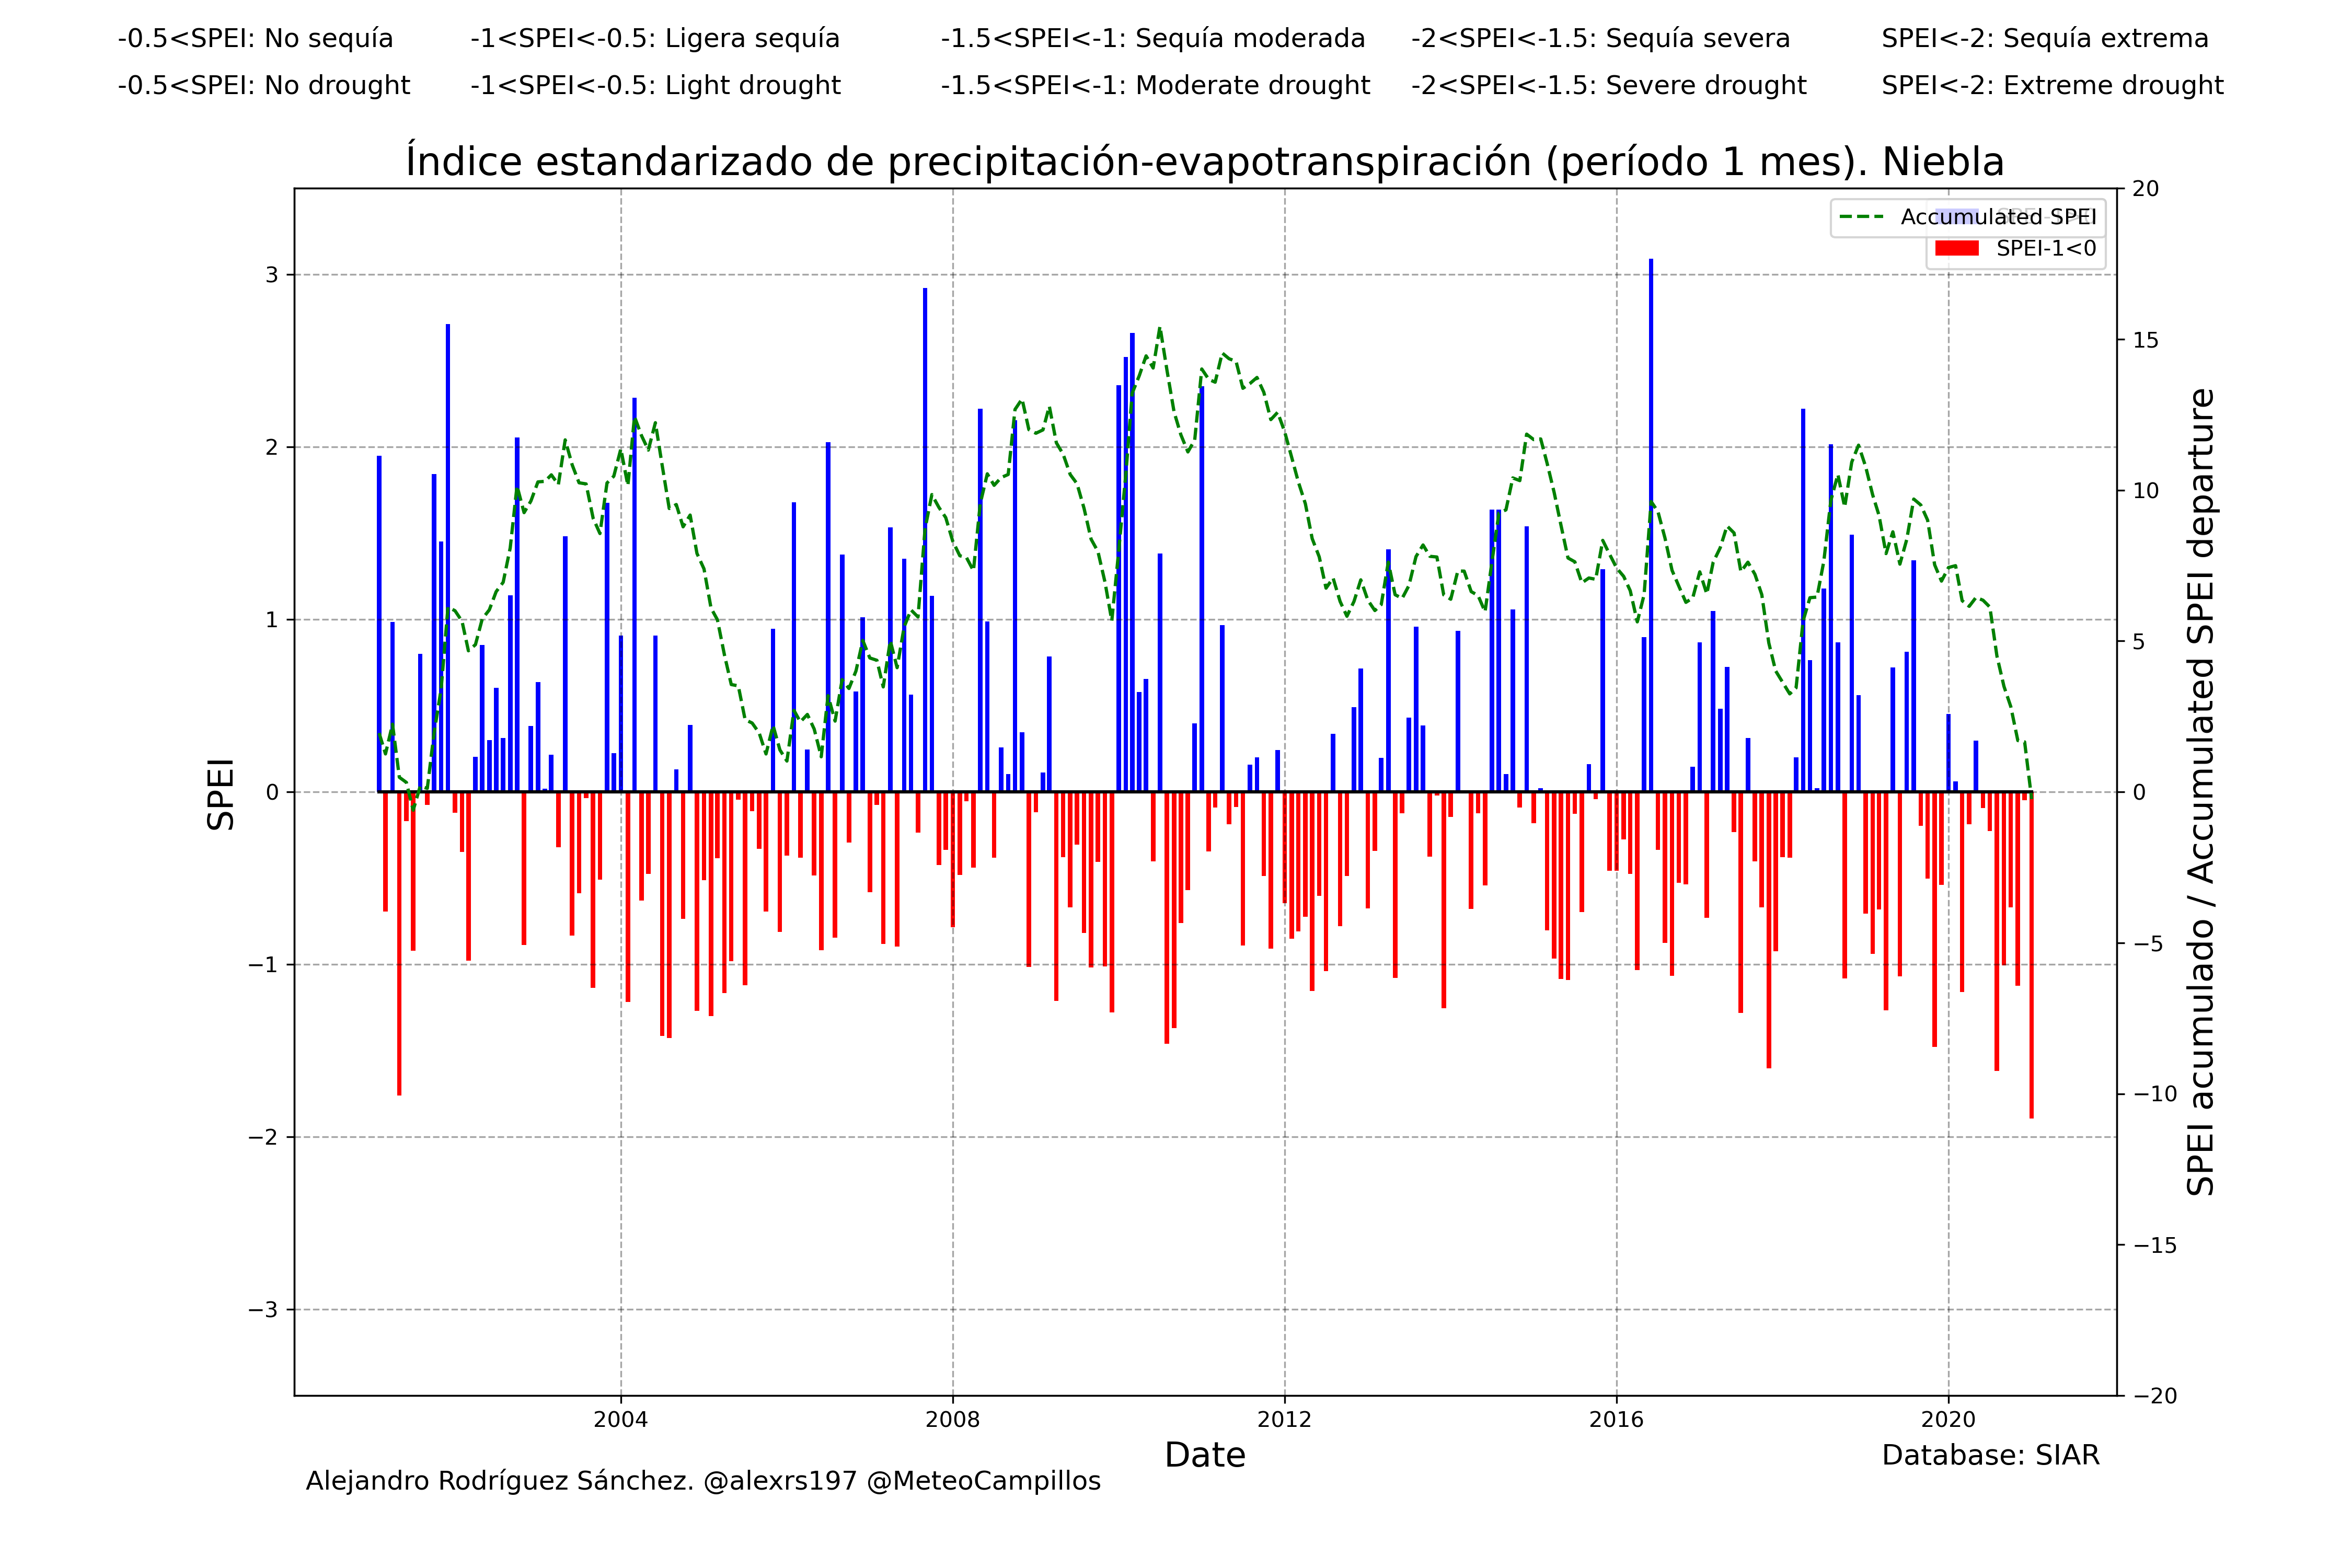 -0.5<SPEI: No sequía -1<SPEI<-0.5: Ligera sequía -1.5<SPEI<-1: Sequía moderada -2<SPEI<-1.5: Sequía severa SPEI<-2: Sequía extrema
-0.5<SPEI: No drought -1<SPEI<-0.5: Light drought -1.5<SPEI<-1: Moderate drought -2<SPEI<-1.5: Severe drought SPEI<-2: Extreme drought
Índice estandarizado de precipitación-evapotranspiración (período 1 mes). Niebla
Accumulated SPEI
SPEI-1<0
SPEI
3
2
1
0
−1
−2
−3
20
15
10
5
0
−5
−10
−15
−20
SPEI acumulado / Accumulated SPEI departure
2004 2008 2012 2016 2020
Date
Database: SIAR
Alejandro Rodríguez Sánchez. @alexrs197 @MeteoCampillos